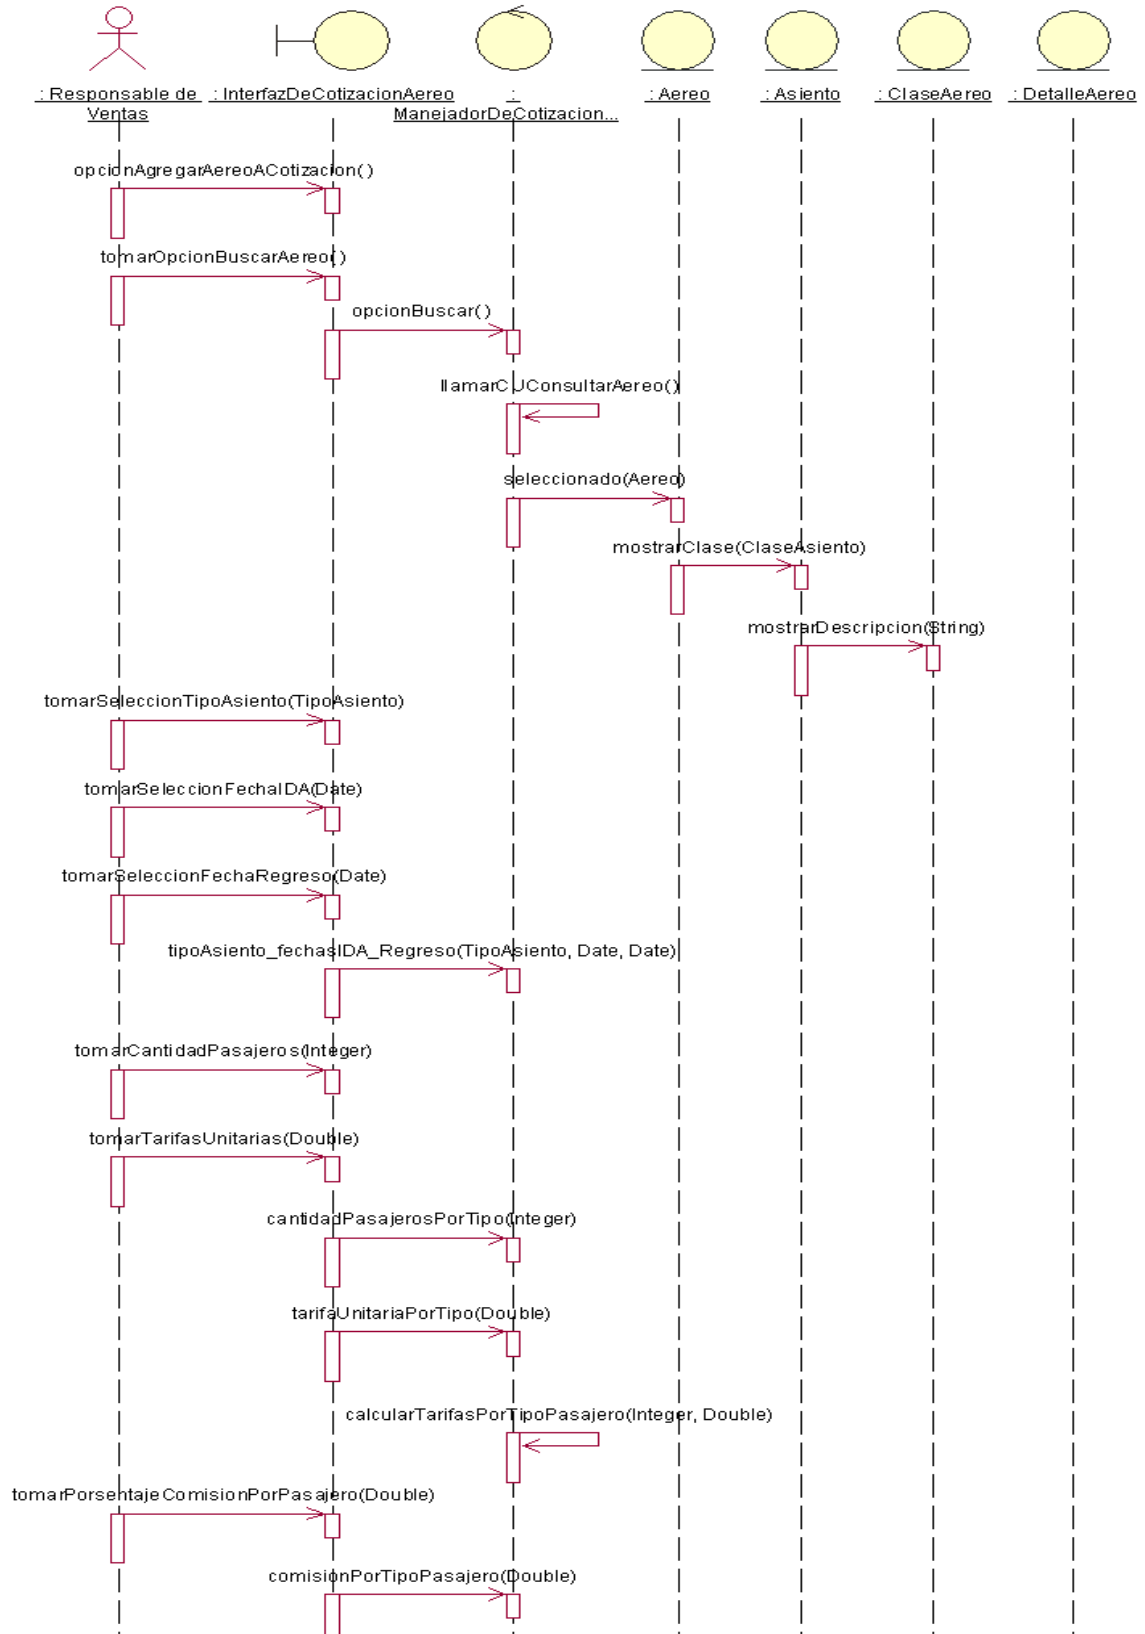 : Responsable de
Ventas
: InterfazDeCotizacionAereo
:
ManejadorDeCotizacion...
: Aereo
: Asiento
: ClaseAereo
: DetalleAereo
opcionAgregarAereoACotizacion()
tomarOpcionBuscarAereo()
opcionBuscar()
llamarCUConsultarAereo()
seleccionado(Aereo)
mostrarClase(ClaseAsiento)
mostrarDescripcion(String)
tomarSeleccionTipoAsiento(TipoAsiento)
tomarSeleccionFechaIDA(Date)
tomarSeleccionFechaRegreso(Date)
tipoAsiento_fechasIDA_Regreso(TipoAsiento, Date, Date)
tomarCantidadPasajeros(Integer)
tomarTarifasUnitarias(Double)
cantidadPasajerosPorTipo(Integer)
tarifaUnitariaPorTipo(Double)
calcularTarifasPorTipoPasajero(Integer, Double)
tomarPorsentajeComisionPorPasajero(Double)
comisionPorTipoPasajero(Double)